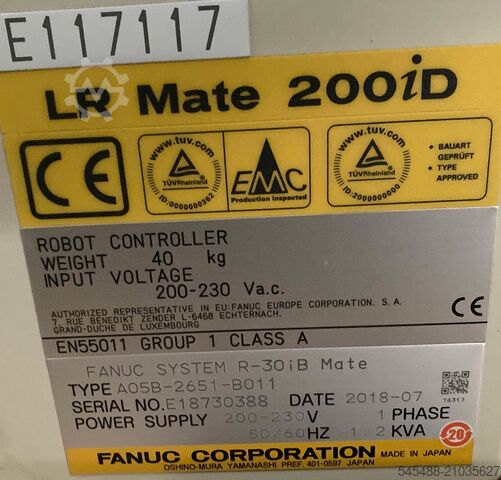 E117117
LR Mate 200iD
CE
www.tuv.com
TÜVRheinland
ID:0000000362
EMC
Production inspected
www.tuv.com
TÜVRheinland
ID:2000000000
• BAUART
GEPRÜFT
• TYPE
APPROVED
ROBOT CONTROLLER
WEIGHT 40 kg
INPUT VOLTAGE
200-230 Va.c.
AUTHORIZED REPRESENTATIVE IN EU:FANUC EUROPE CORPORATION, S. A.
7, RUE BENEDIKT ZENDER L-6468 ECHTERNACH,
GRAND-DUCHE DE LUXEMBOURG
CE
EN55011 GROUP 1 CLASS A
FANUC SYSTEM R-30iB Mate
TYPE A05B-2651-B011
76317
SERIAL NO.E18730388 DATE 2018-07
POWER SUPPLY 200-230V 1 PHASE
50/60HZ 1.2KVA
20
FANUC CORPORATION MADE IN JAPAN
OSHINO-MURA YAMANASHI PREF. 401-0597 JAPAN
545488-21035627